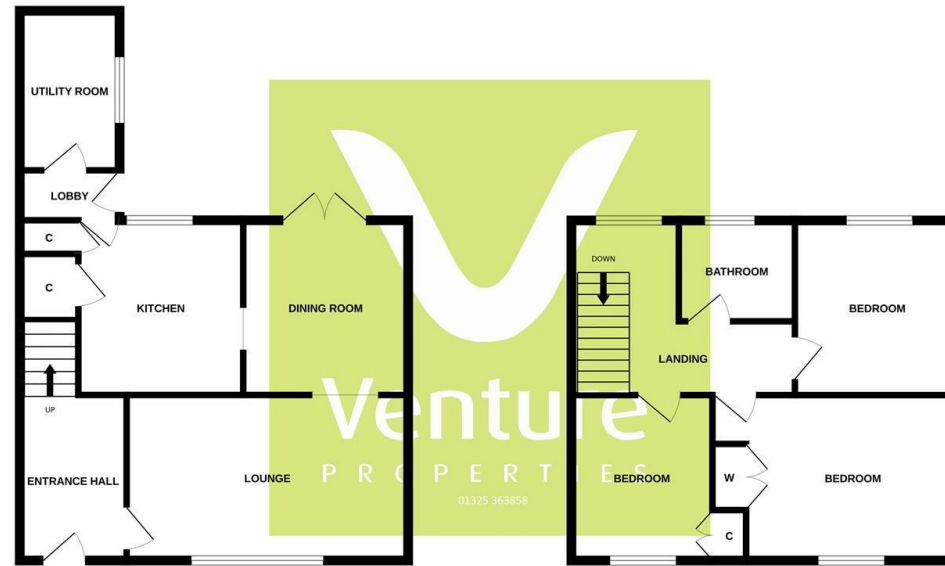 UTILITY ROOM
LOBBY
C
C
KITCHEN
DINING ROOM
UP
ENTRANCE HALL
LOUNGE
DOWN
BATHROOM
BEDROOM
LANDING
BEDROOM
W
BEDROOM
C
Venture
PROPERTIES
01325 363858